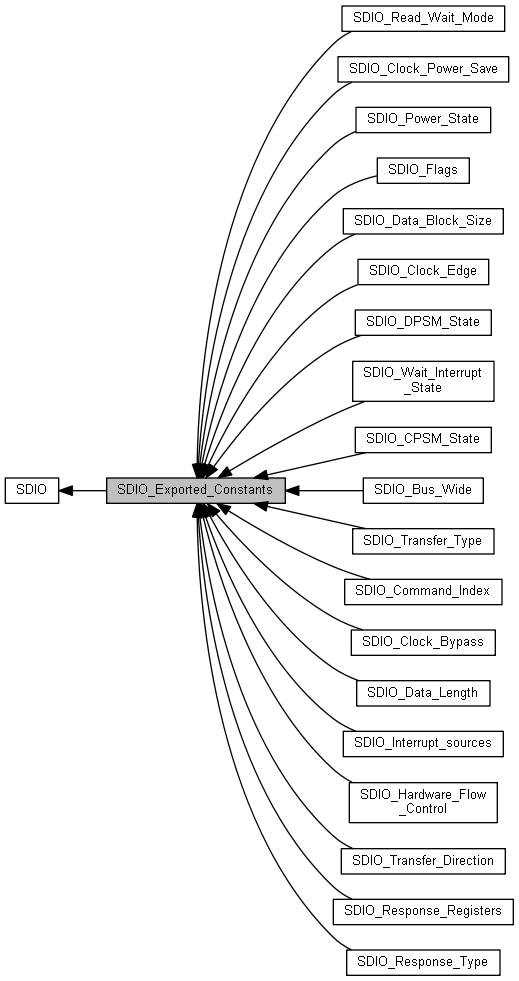 SDIO_Read_Wait_Mode
SDIO_Clock_Power_Save
SDIO_Power_State
SDIO_Flags
SDIO_Data_Block_Size
SDIO_Clock_Edge
SDIO_DPSM_State
SDIO_Wait_Interrupt
_State
SDIO_CPSM_State
SDIO
SDIO_Exported_Constants
SDIO_Bus_Wide
SDIO_Transfer_Type
SDIO_Command_Index
SDIO_Clock_Bypass
SDIO_Data_Length
SDIO_Interrupt_sources
SDIO_Hardware_Flow
_Control
SDIO_Transfer_Direction
SDIO_Response_Registers
SDIO_Response_Type